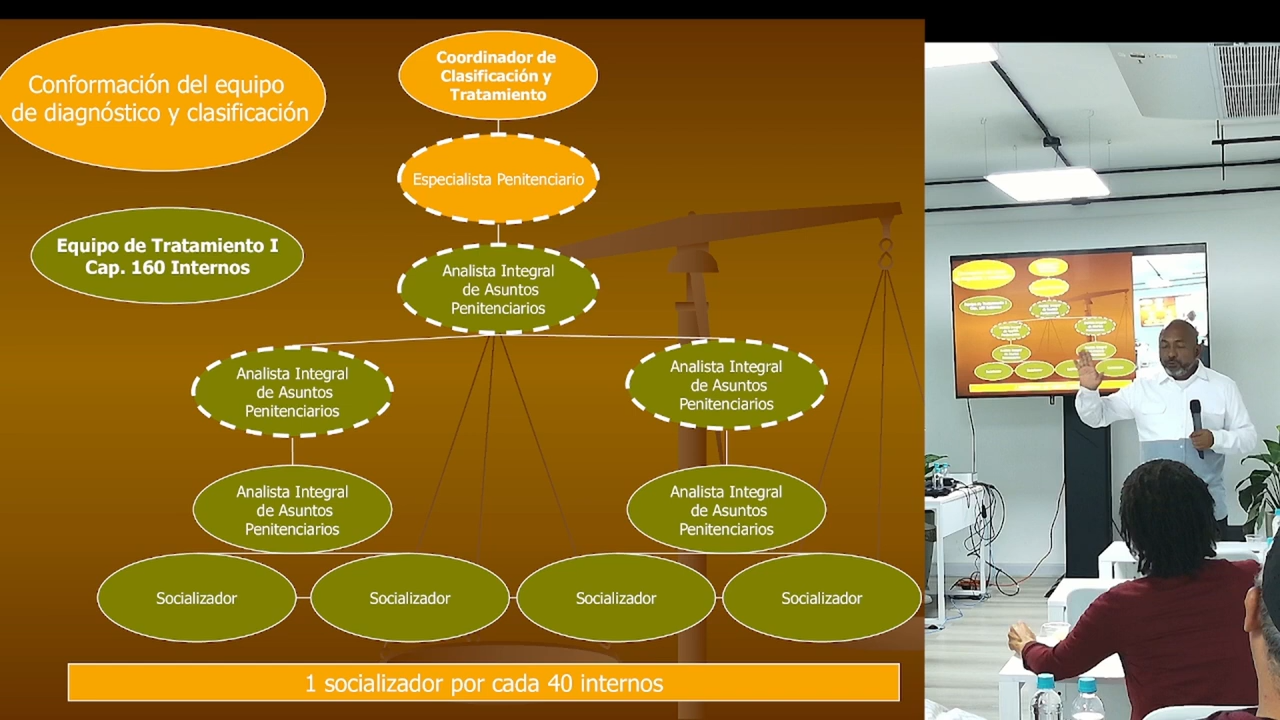 Conformación del equipo
de diagnóstico y clasificación
Coordinador de
Clasificación y
Tratamiento
Especialista Penitenciario
Equipo de Tratamiento I
Cap. 160 Internos
Analista Integral
de Asuntos
Penitenciarios
Analista Integral
de Asuntos
Penitenciarios
Analista Integral
de Asuntos
Penitenciarios
Analista Integral
de Asuntos
Penitenciarios
Analista Integral
de Asuntos
Penitenciarios
Socializador
Socializador
Socializador
Socializador
1 socializador por cada 40 internos